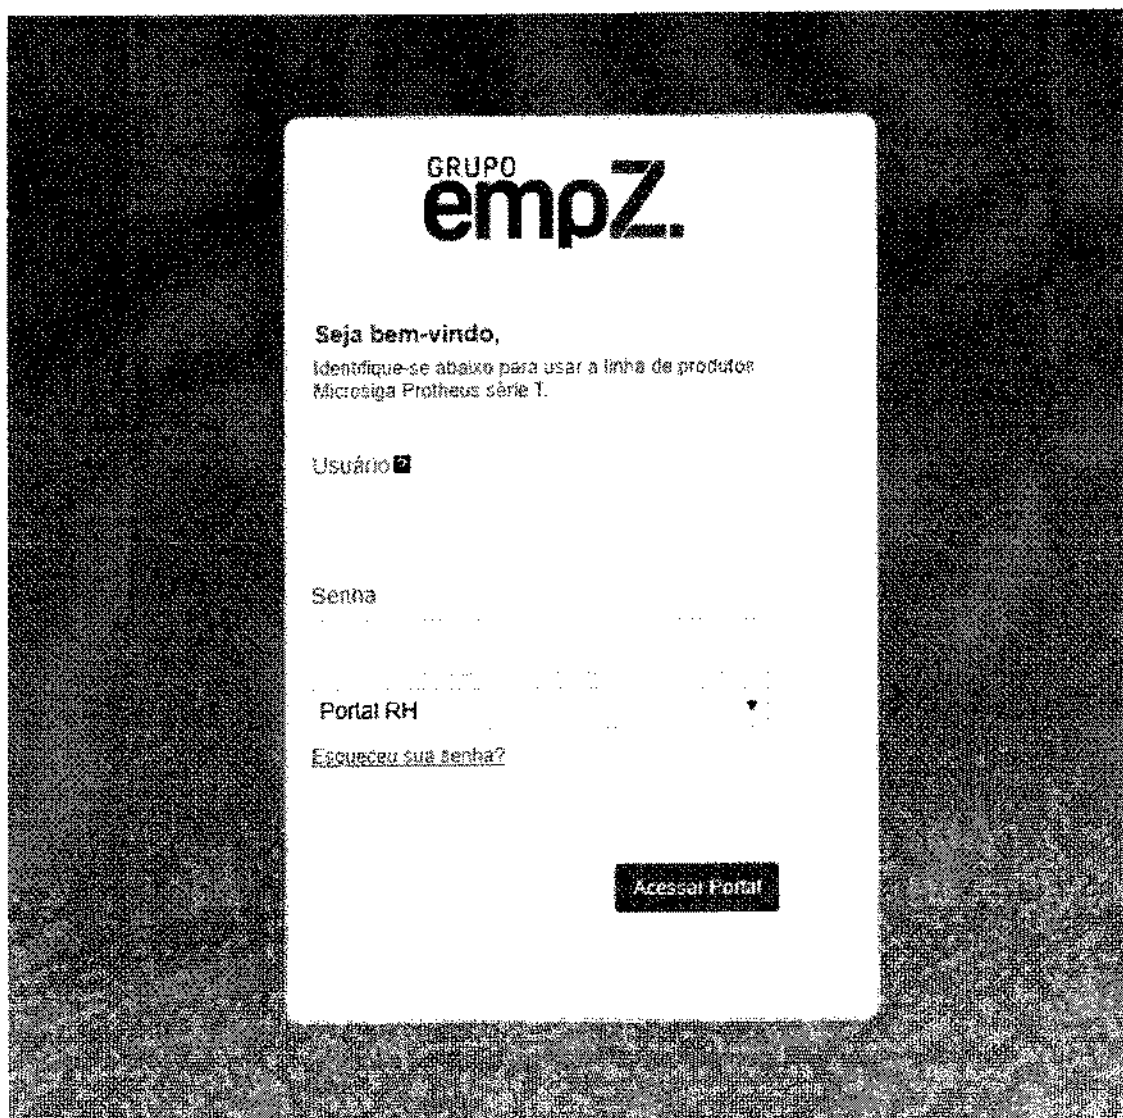 GRUPO
empZ.
Seja bem-vindo,
Identifique-se abaixo para usar a linha de produtos
Microsiga Protheus série T.
Usuário ?
Senha
Portal RH
Esqueceu sua senha?
Acessar Portal